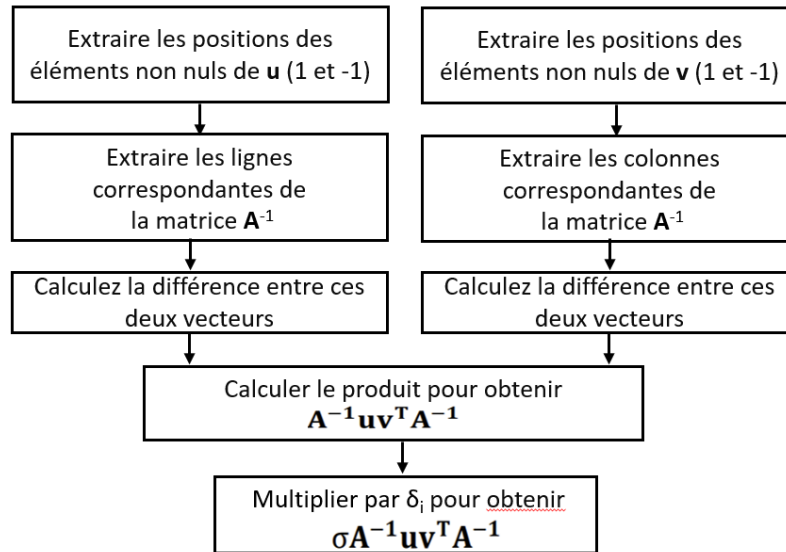 Extraire les positions des
éléments non nuls de u (1 et -1)
Extraire les positions des
éléments non nuls de v (1 et -1)
Extraire les lignes
correspondantes de
la matrice A⁻¹
Extraire les colonnes
correspondantes de
la matrice A⁻¹
Calculez la différence entre ces
deux vecteurs
Calculez la différence entre ces
deux vecteurs
Calculer le produit pour obtenir
A⁻¹uvᵀA⁻¹
Multiplier par δᵢ pour obtenir
σA⁻¹uvᵀA⁻¹